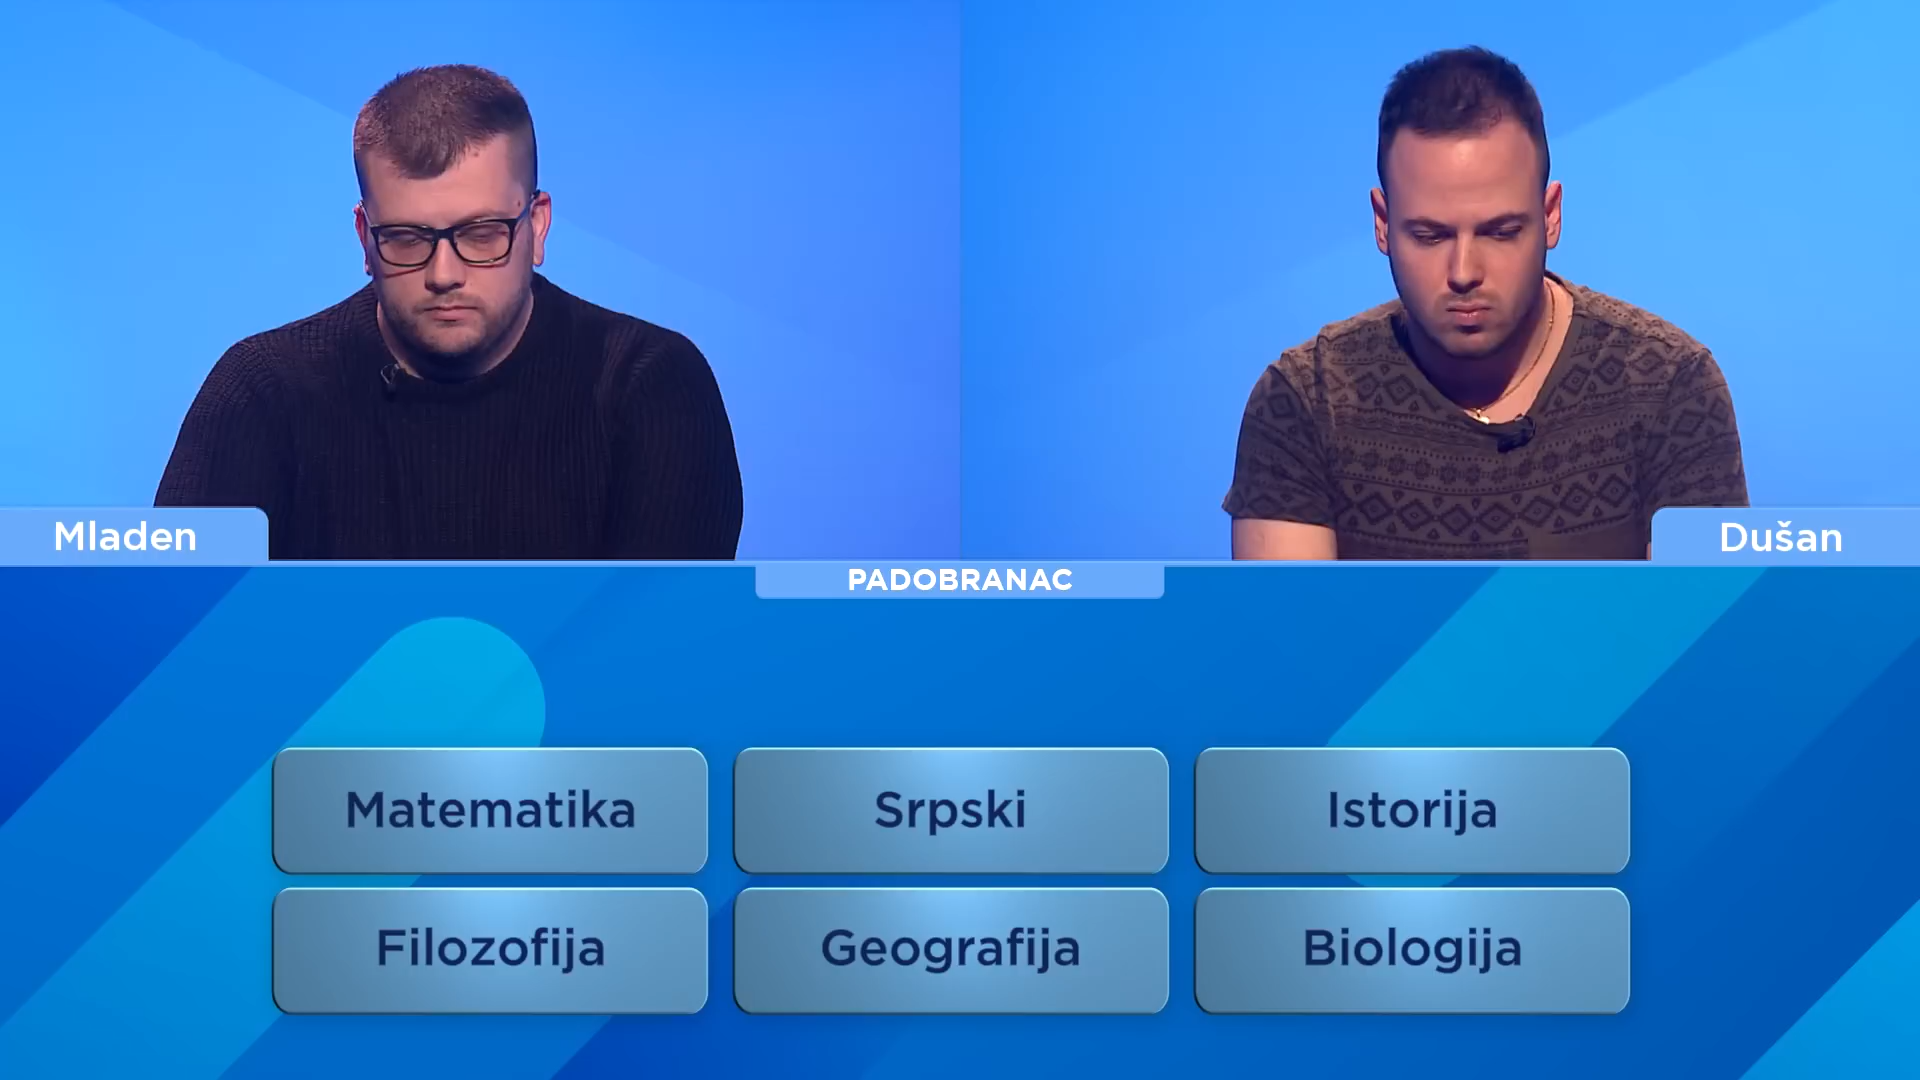 Mladen
Dušan
PADOBRANAC
Matematika
Srpski
Istorija
Filozofija
Geografija
Biologija